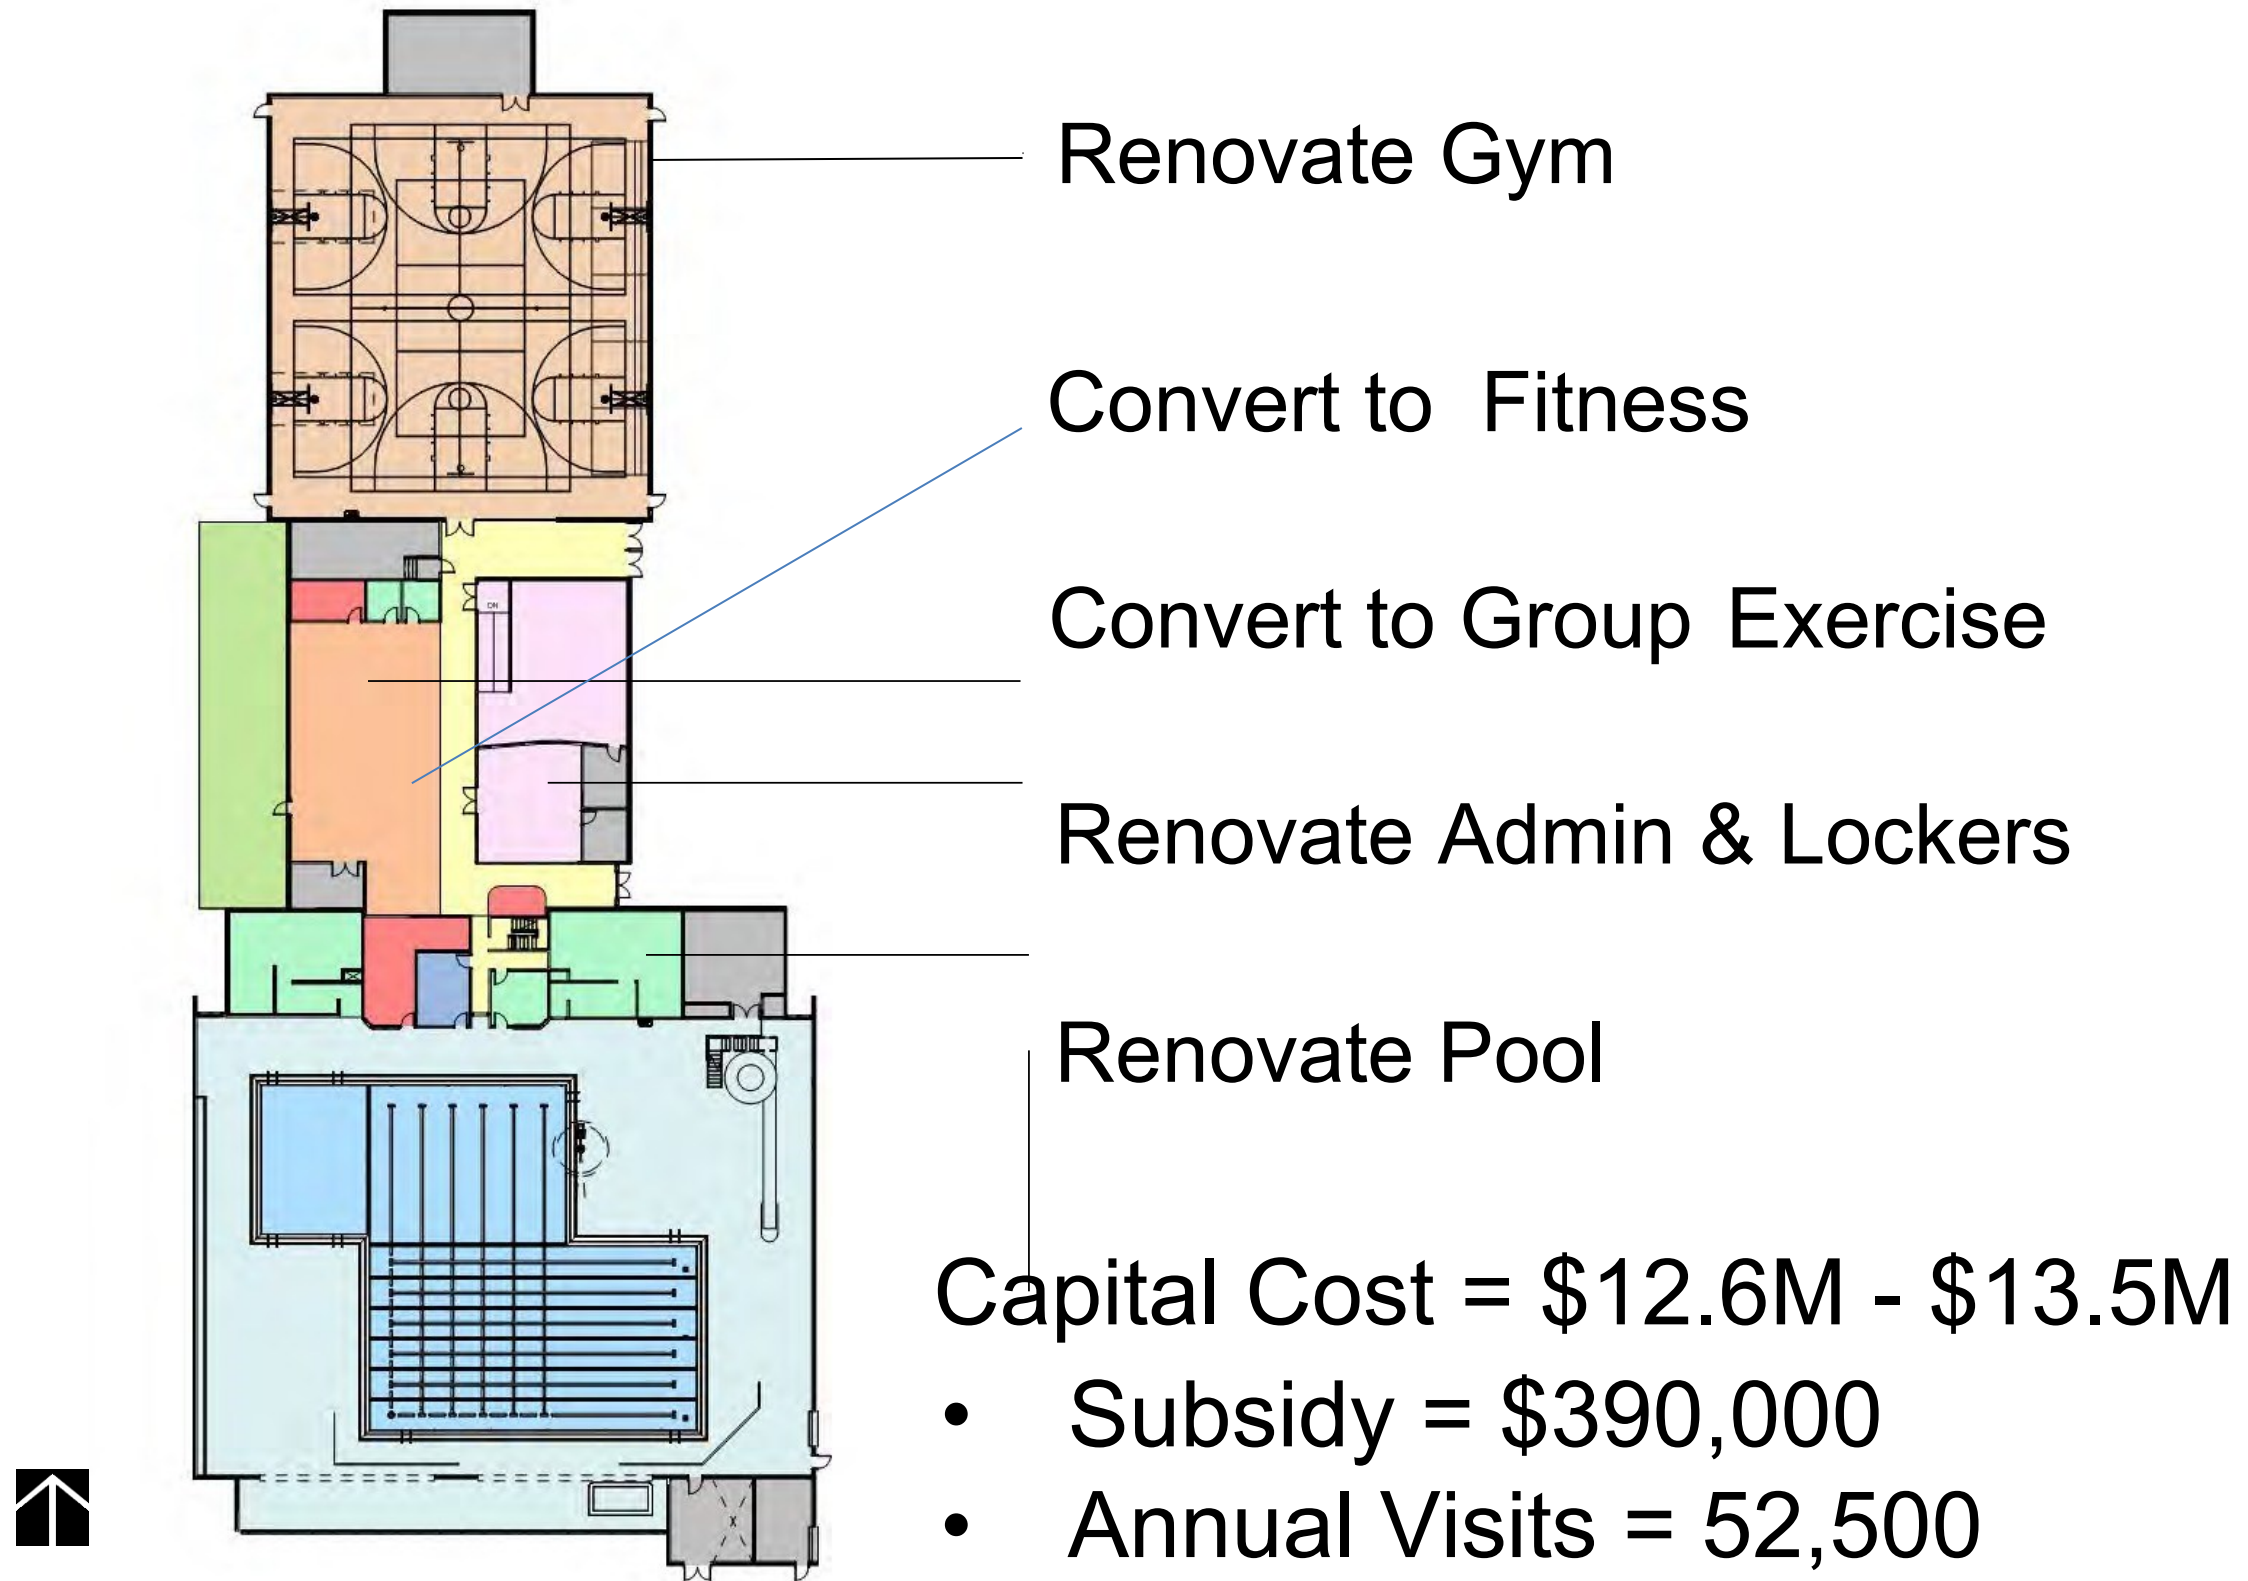 Renovate Gym
Convert to Fitness
Convert to Group Exercise
DN
Renovate Admin & Lockers
Renovate Pool
Capital Cost = $12.6M - $13.5M
• Subsidy = $390,000
• Annual Visits = 52,500
X